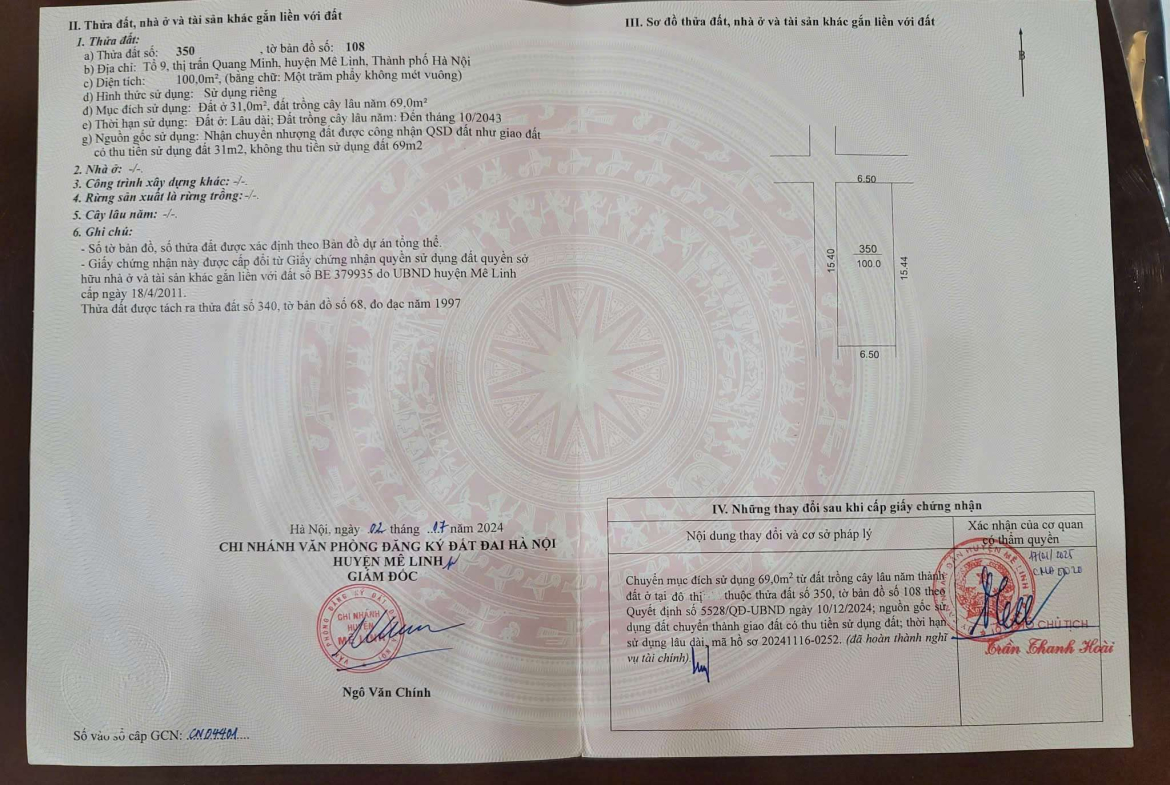 II. Thửa đất, nhà ở và tài sản khác gắn liền với đất
1. Thửa đất:
a) Thửa đất số: 350 , tờ bản đồ số: 108
b) Địa chỉ: Tổ 9, thị trấn Quang Minh, huyện Mê Linh, Thành phố Hà Nội
c) Diện tích: 100,0m², (bằng chữ: Một trăm phẩy không mét vuông)
d) Hình thức sử dụng: Sử dụng riêng
đ) Mục đích sử dụng: Đất ở 31,0m², đất trồng cây lâu năm 69,0m²
e) Thời hạn sử dụng: Đất ở: Lâu dài; Đất trồng cây lâu năm: Đến tháng 10/2043
g) Nguồn gốc sử dụng: Nhận chuyển nhượng đất được công nhận QSD đất như giao đất
có thu tiền sử dụng đất 31m2, không thu tiền sử dụng đất 69m2
2. Nhà ở: -/-.
3. Công trình xây dựng khác: -/-.
4. Rừng sản xuất là rừng trồng: -/-.
5. Cây lâu năm: -/-.
6. Ghi chú:
- Số tờ bản đồ, số thửa đất được xác định theo Bản đồ dự án tổng thể.
- Giấy chứng nhận này được cấp đổi từ Giấy chứng nhận quyền sử dụng đất quyền sở
hữu nhà ở và tài sản khác gắn liền với đất số BE 379935 do UBND huyện Mê Linh
cấp ngày 18/4/2011.
Thửa đất được tách ra thửa đất số 340, tờ bản đồ số 68, đo đạc năm 1997
Hà Nội, ngày 02 tháng .17 năm 2024
CHI NHÁNH VĂN PHÒNG ĐĂNG KÝ ĐẤT ĐAI HÀ NỘI
HUYỆN MÊ LINH
GIÁM ĐỐC
CHI NHÁNH
HUYỆN
MÊ LINH
Ngô Văn Chính
Số vào sổ cấp GCN: CND4401....
III. Sơ đồ thửa đất, nhà ở và tài sản khác gắn liền với đất
B
6.50
15.40
350
100.0
15.44
6.50
IV. Những thay đổi sau khi cấp giấy chứng nhận
Nội dung thay đổi và cơ sở pháp lý
Xác nhận của cơ quan
có thẩm quyền
Chuyển mục đích sử dụng 69,0m² từ đất trồng cây lâu năm thành
đất ở tại đô thị thuộc thửa đất số 350, tờ bản đồ số 108 theo
Quyết định số 5528/QĐ-UBND ngày 10/12/2024; nguồn gốc sử
dụng đất chuyển thành giao đất có thu tiền sử dụng đất; thời hạn
sử dụng lâu dài, mã hồ sơ 20241116-0252. (đã hoàn thành nghĩa
vụ tài chính).
CHỦ TỊCH
Trần Thanh Hoài